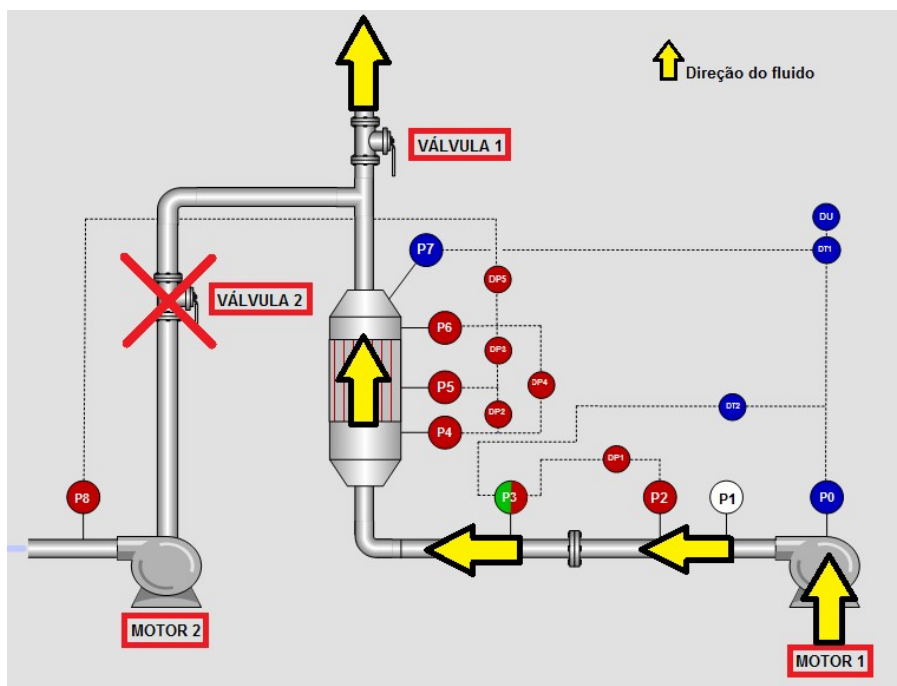 Direção do fluido
VÁLVULA 1
DU
P7
DT1
DP5
VÁLVULA 2
P6
DP3
P5
DP4
DP2
DT2
P4
DP1
P8
P3
P2
P1
P0
MOTOR 2
MOTOR 1